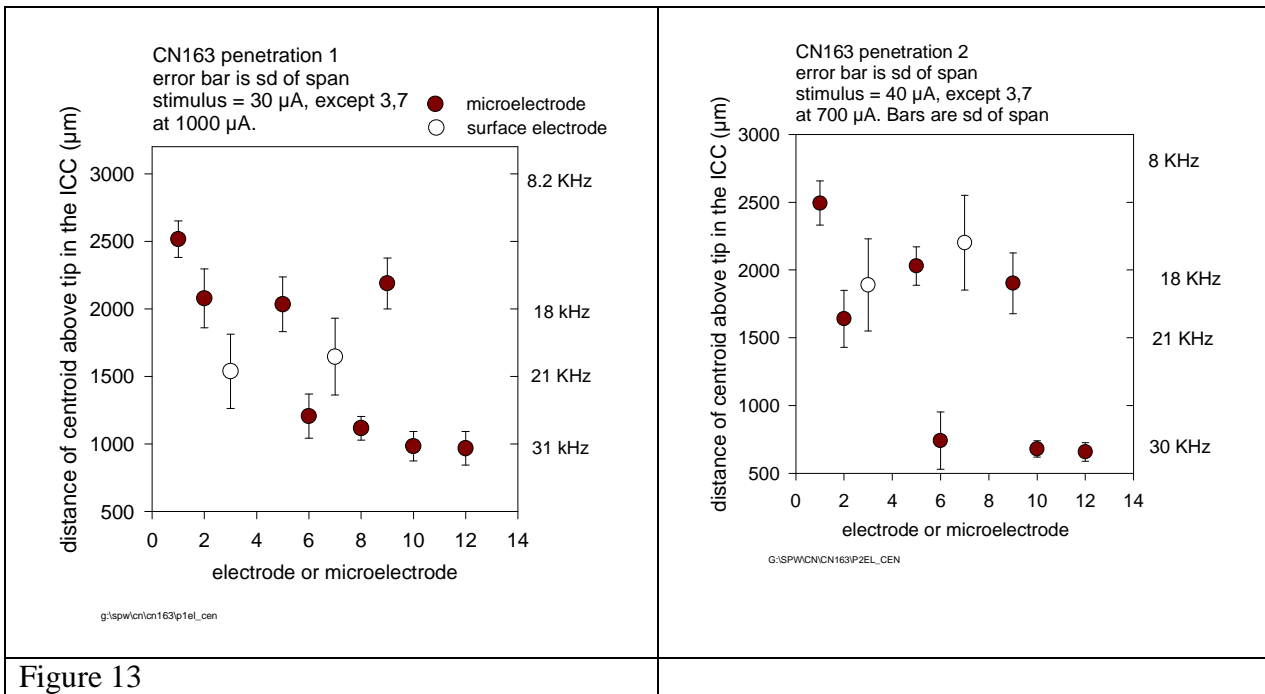 CN163 penetration 1
error bar is sd of span
stimulus = 30 µA, except 3,7
at 1000 µA.
microelectrode
surface electrode
distance of centroid above tip in the ICC (µm)
3000
2500
2000
1500
1000
500
8.2 KHz
18 kHz
21 KHz
31 kHz
0 2 4 6 8 10 12 14
electrode or microelectrode
g:\spw\cn\cn163\p1el_cen
CN163 penetration 2
error bar is sd of span
stimulus = 40 µA, except 3,7
at 700 µA. Bars are sd of span
distance of centroid above tip in the ICC (µm)
3000
2500
2000
1500
1000
500
8 KHz
18 KHz
21 KHz
30 KHz
0 2 4 6 8 10 12 14
electrode or microelectrode
G:\SPW\CN\CN163\P2EL_CEN
Figure 13